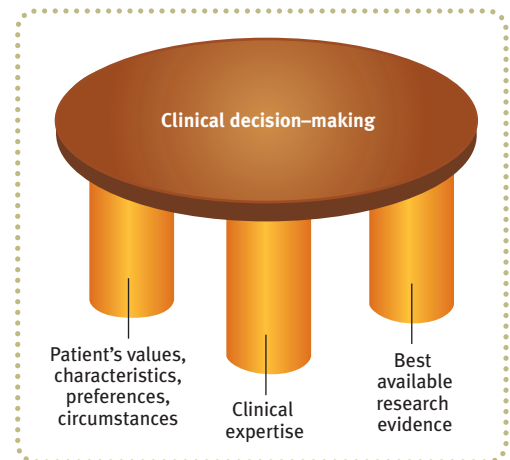 Clinical decision–making
Patient's values,
characteristics,
preferences,
circumstances
Clinical
expertise
Best
available
research
evidence